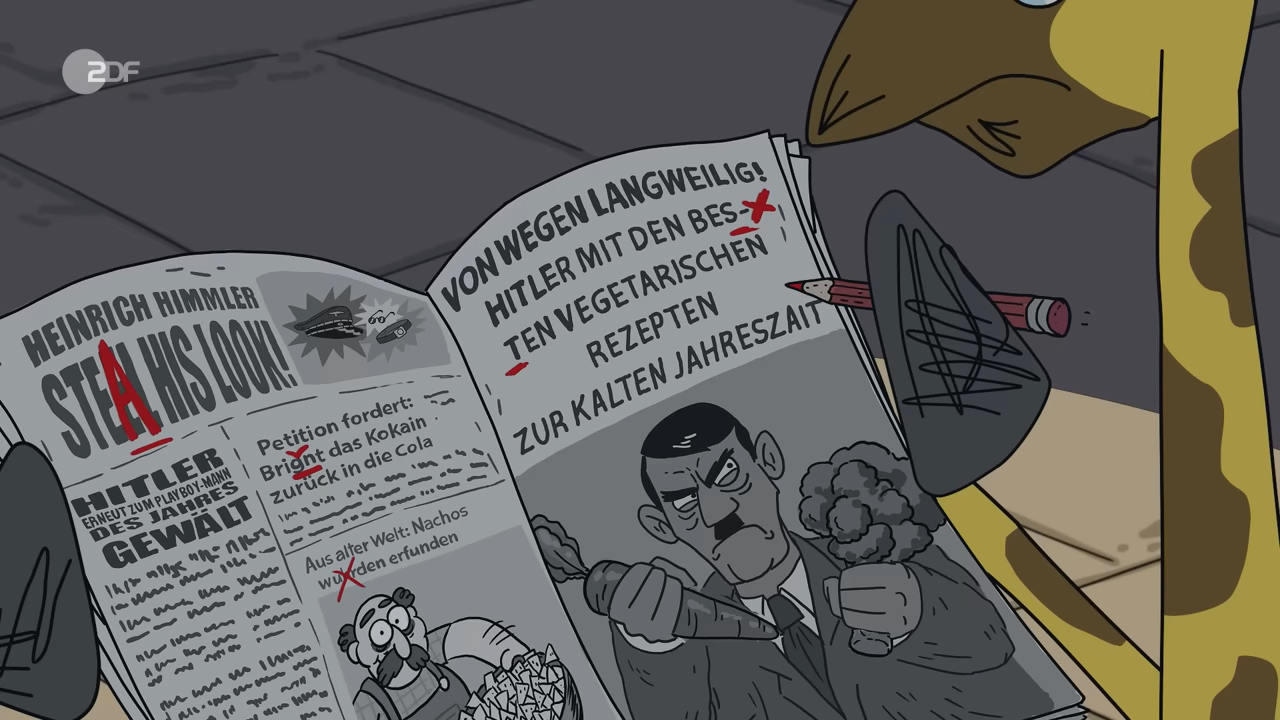 ZDF
HEINRICH HIMMLER
STEAL HIS LOOK!
HITLER
ERNEUT ZUM PLAYBOY-MANN
DES JAHRES
GEWÄLT
Petition fordert:
Bright das Kokain
zurück in die Cola
Aus alter Welt: Nachos
wurden erfunden
VON WEGEN LANGWEILIG!
HITLER MIT DEN BES-
TEN VEGETARISCHEN
REZEPTEN
ZUR KALTEN JAHRESZAIT